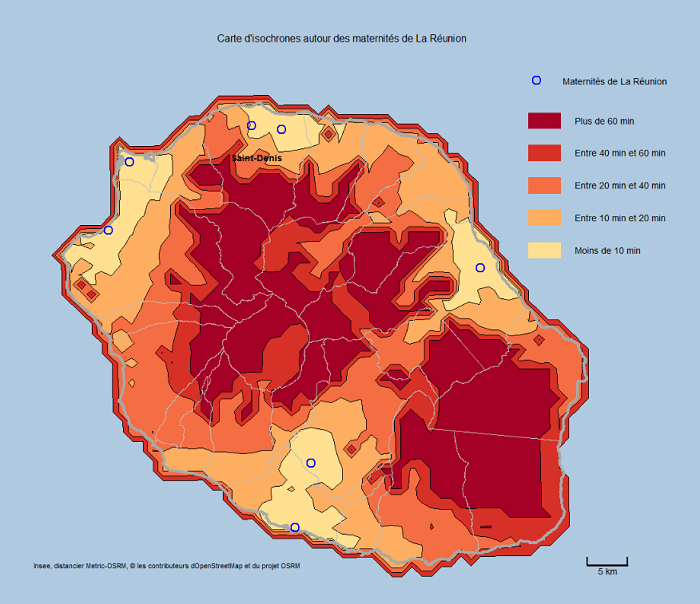 Carte d'isochrones autour des maternités de La Réunion
Maternités de La Réunion
Plus de 60 min
Entre 40 min et 60 min
Entre 20 min et 40 min
Entre 10 min et 20 min
Moins de 10 min
Saint-Denis
Insee, distancier Metric-OSRM, © les contributeurs dOpenStreetMap et du projet OSRM
5 km